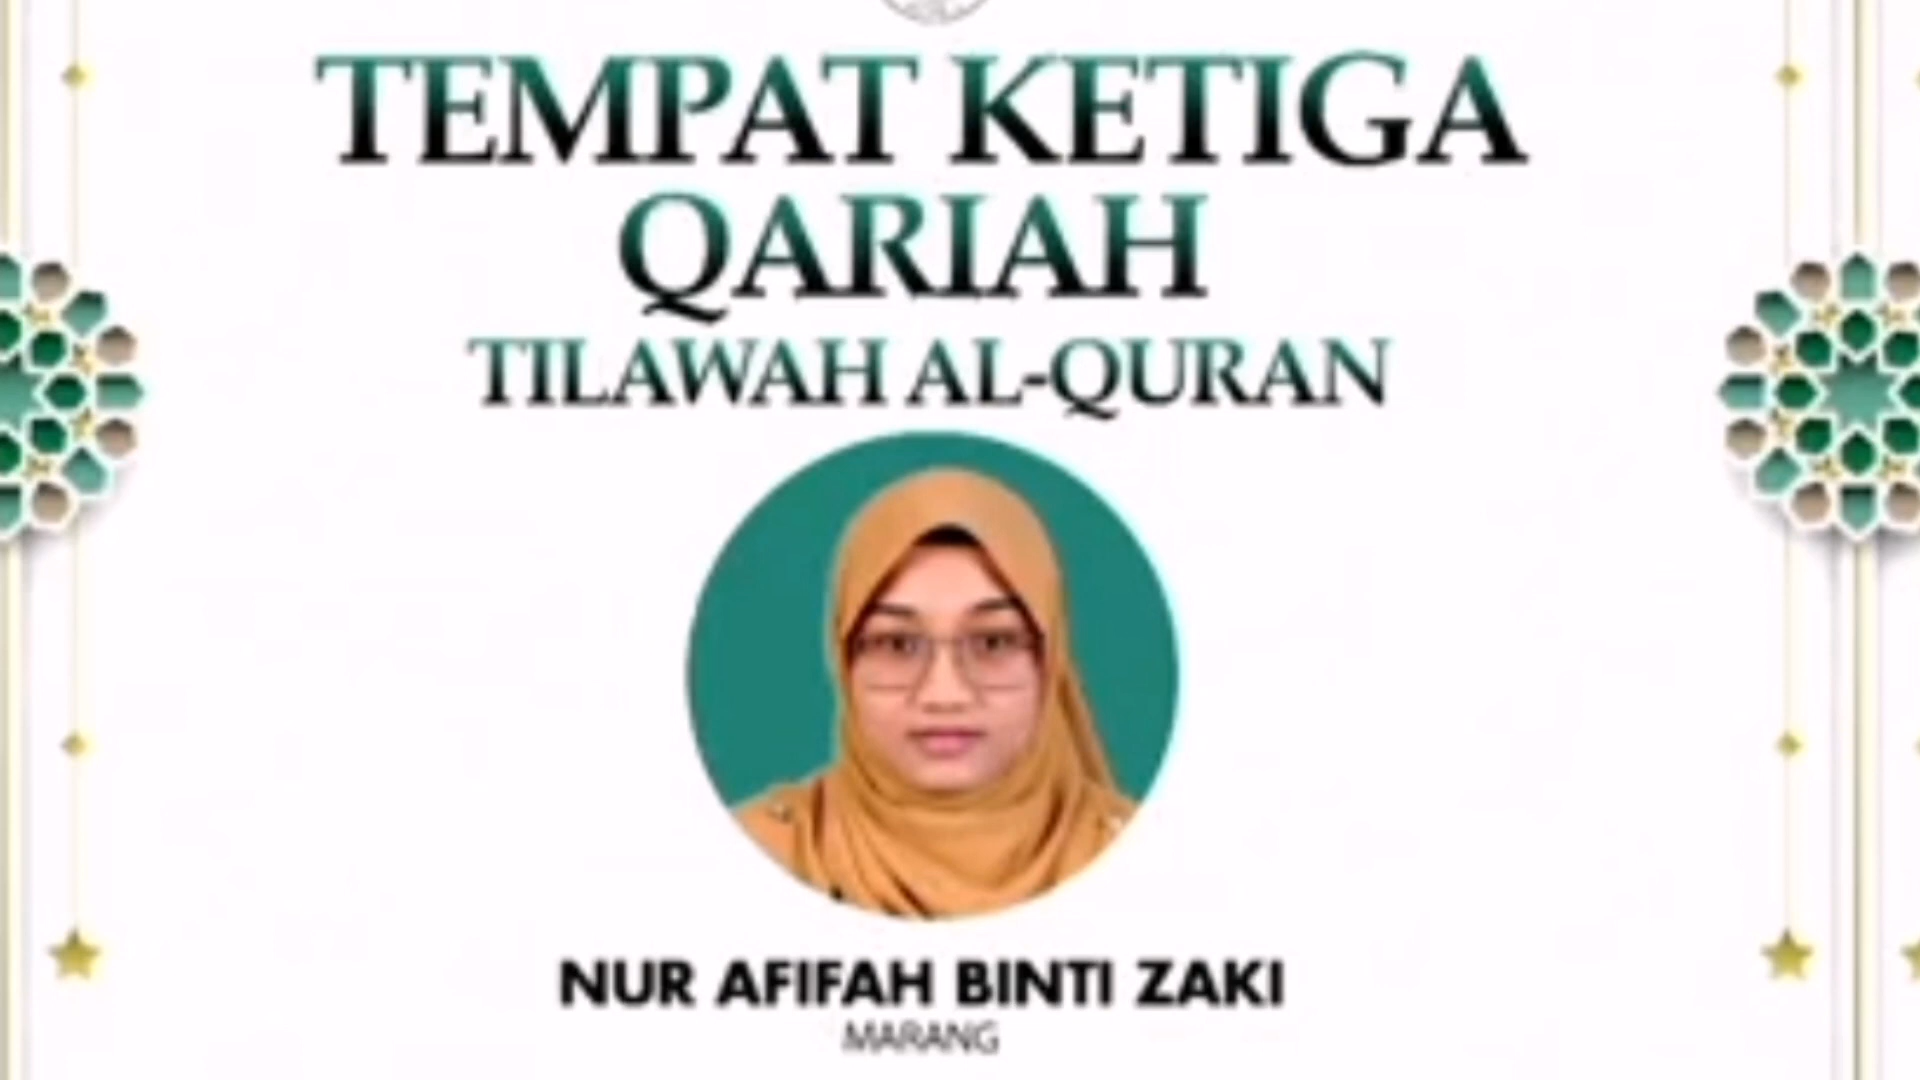 TEMPAT KETIGA
QARIAH
TILAWAH AL-QURAN
NUR AFIFAH BINTI ZAKI
MARANG